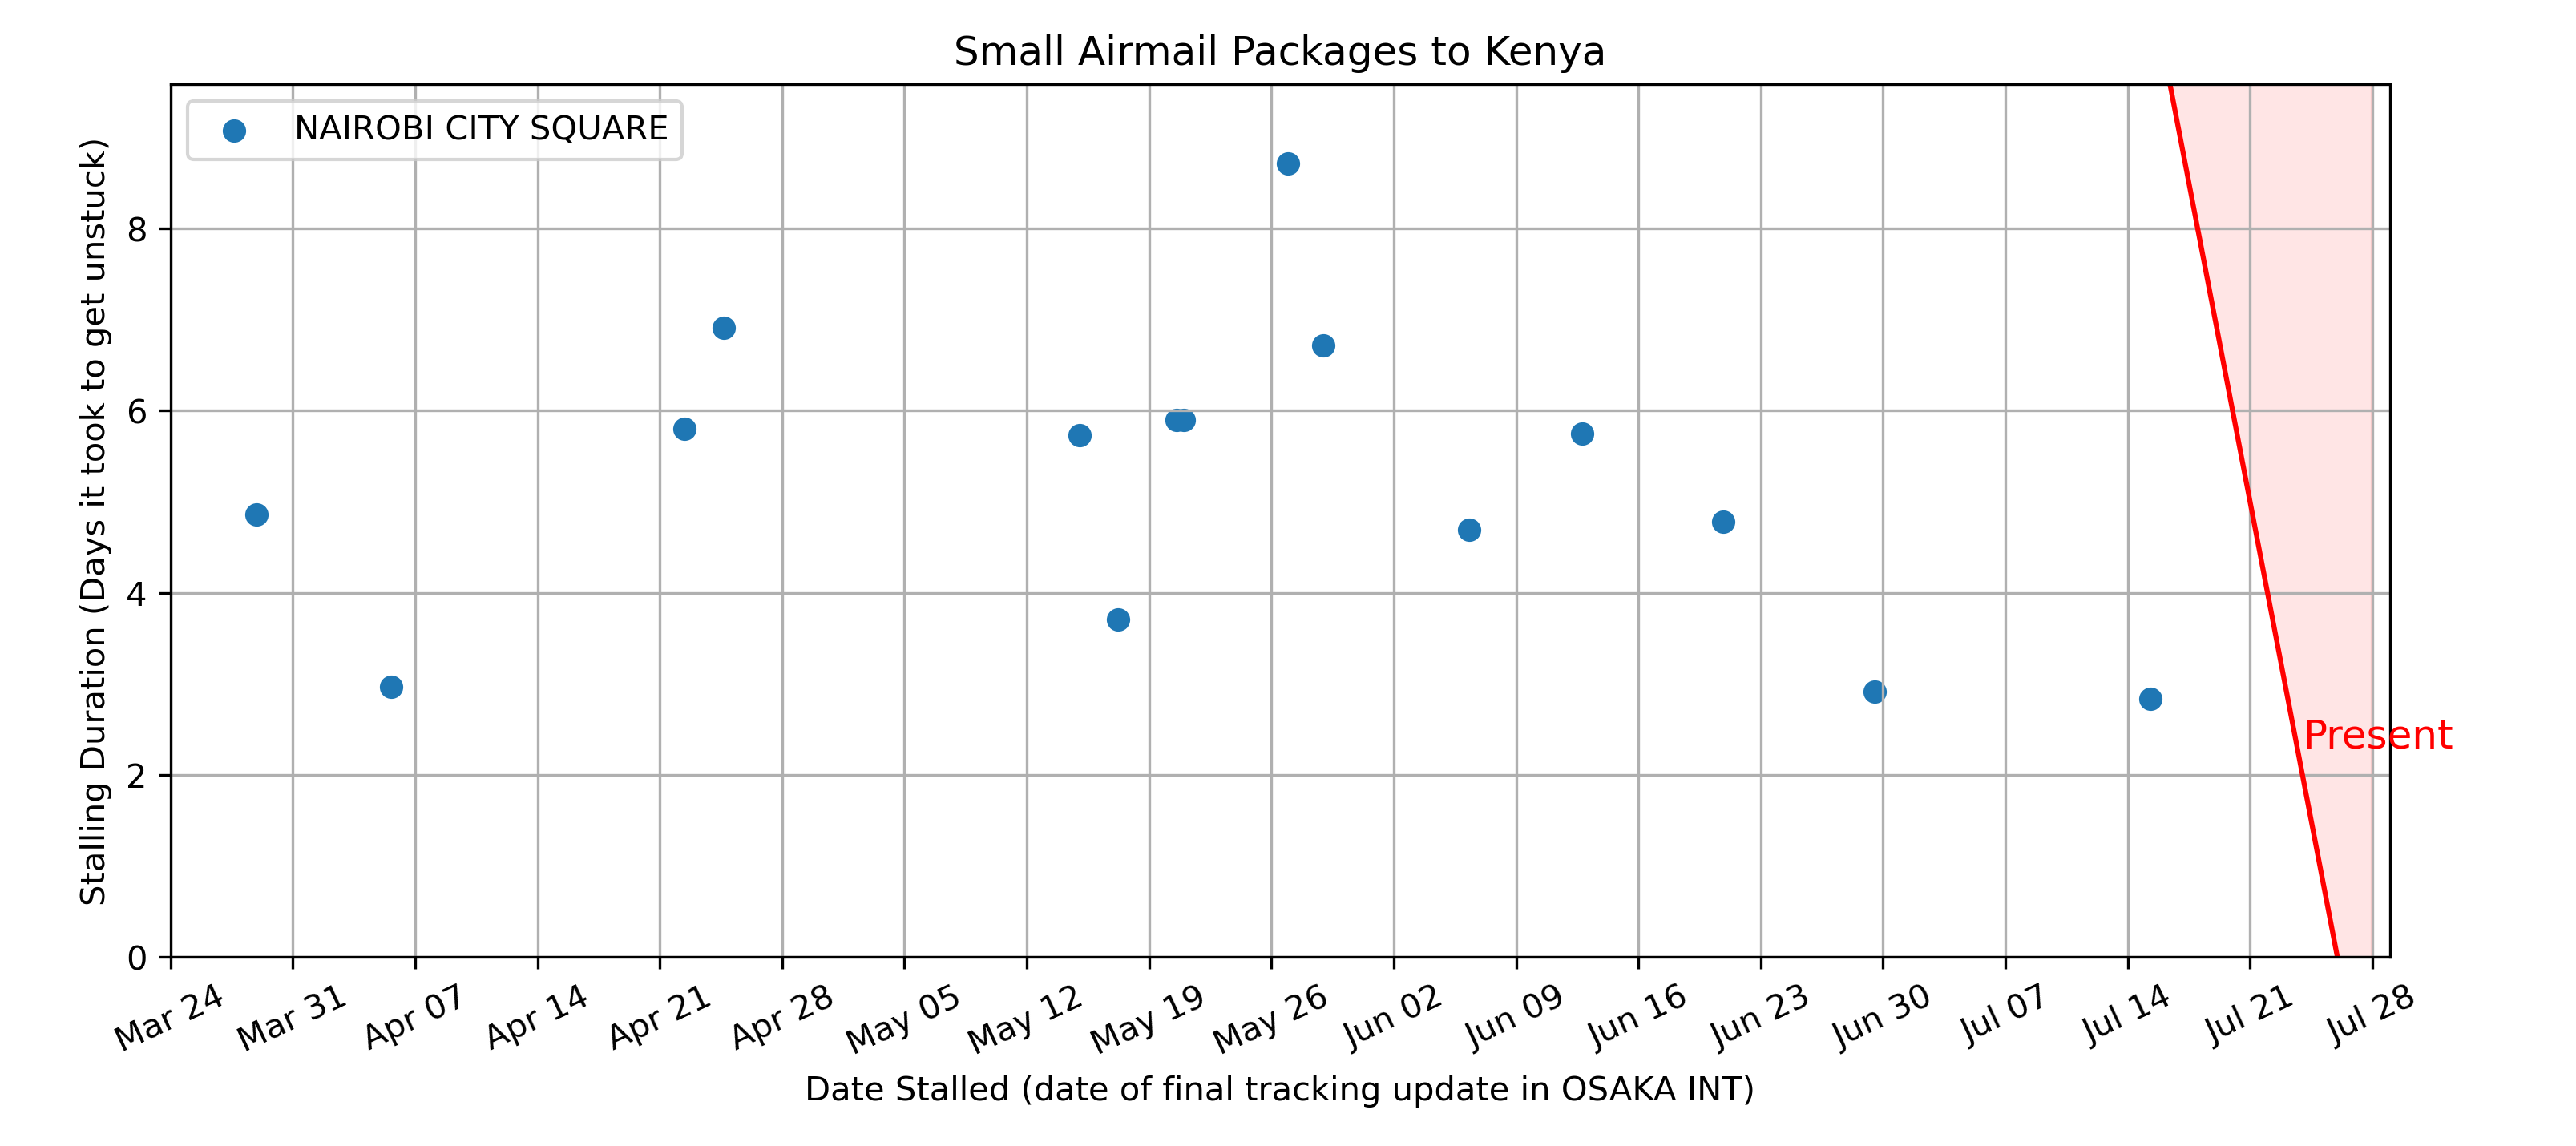 Small Airmail Packages to Kenya
NAIROBI CITY SQUARE
Stalling Duration (Days it took to get unstuck)
8
6
4
2
0
Present
Mar 24
Mar 31
Apr 07
Apr 14
Apr 21
Apr 28
May 05
May 12
May 19
May 26
Jun 02
Jun 09
Jun 16
Jun 23
Jun 30
Jul 07
Jul 14
Jul 21
Jul 28
Date Stalled (date of final tracking update in OSAKA INT)